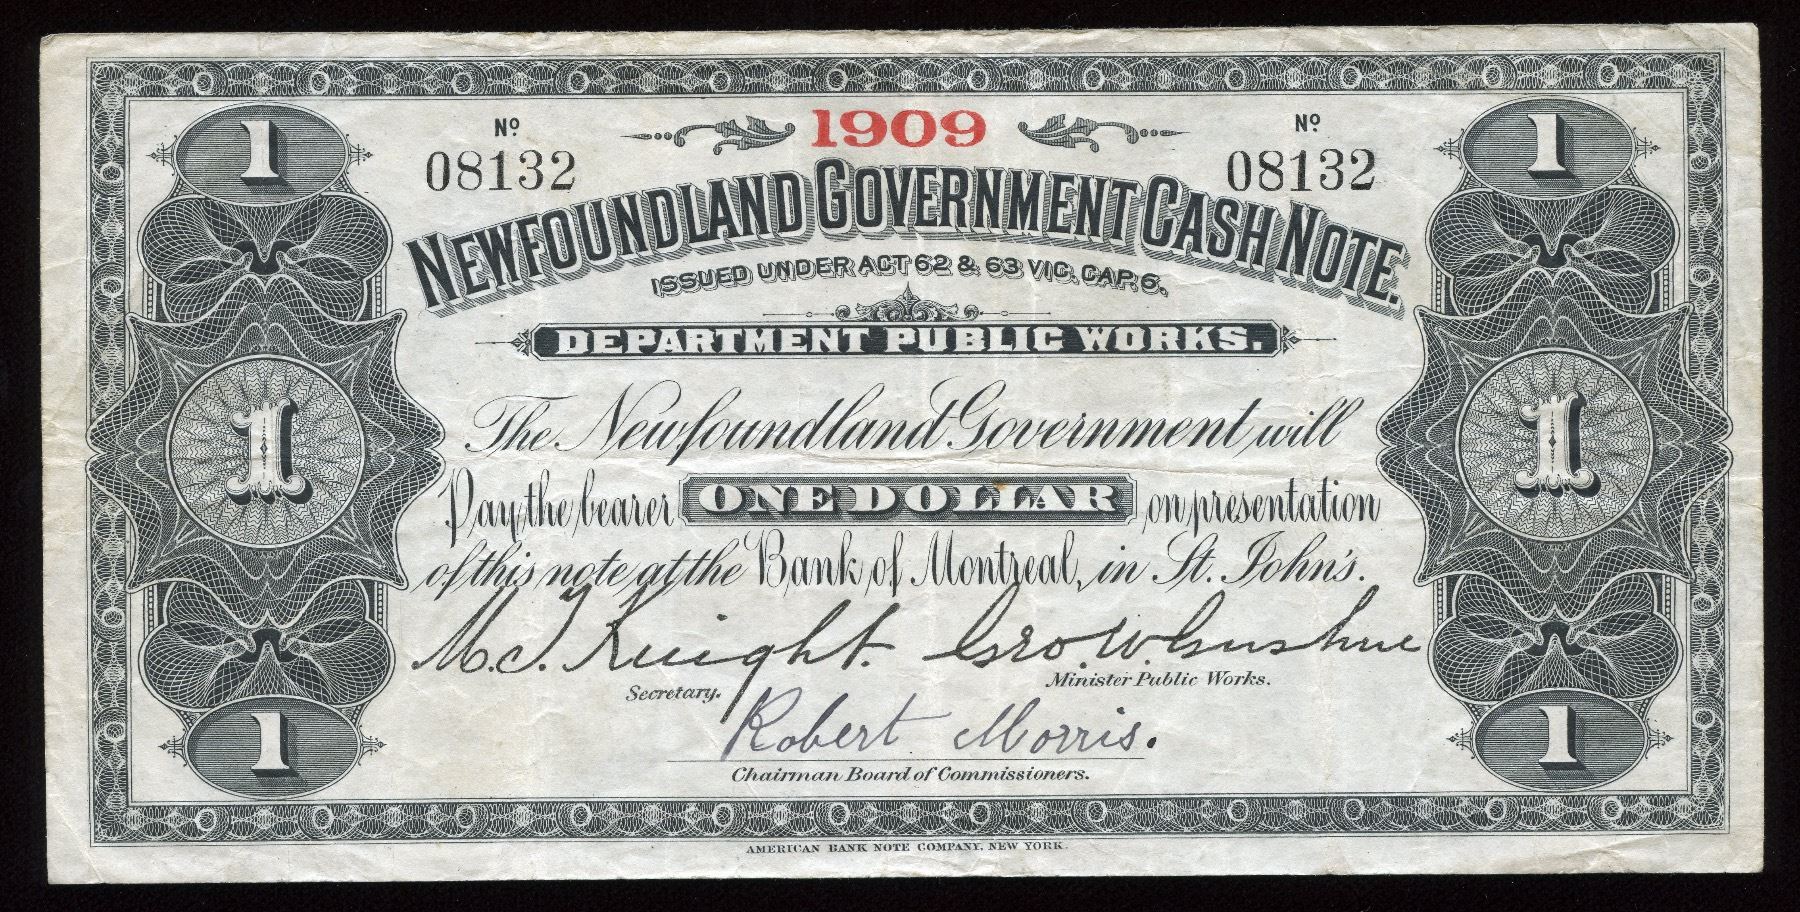 1 Nº 1909 Nº 1
08132 08132
NEWFOUNDLAND GOVERNMENT CASH NOTE.
ISSUED UNDER ACT 62 & 63 VIC. CAP. 6.
DEPARTMENT PUBLIC WORKS.
The Newfoundland Government will
1 Pay the bearer ONE DOLLAR on presentation 1
of this note at the Bank of Montreal, in St. John's.
M. J. Knight. Geo. W. Gushue
Secretary. Minister Public Works.
1 Robert Morris. 1
Chairman Board of Commissioners.
AMERICAN BANK NOTE COMPANY, NEW YORK.